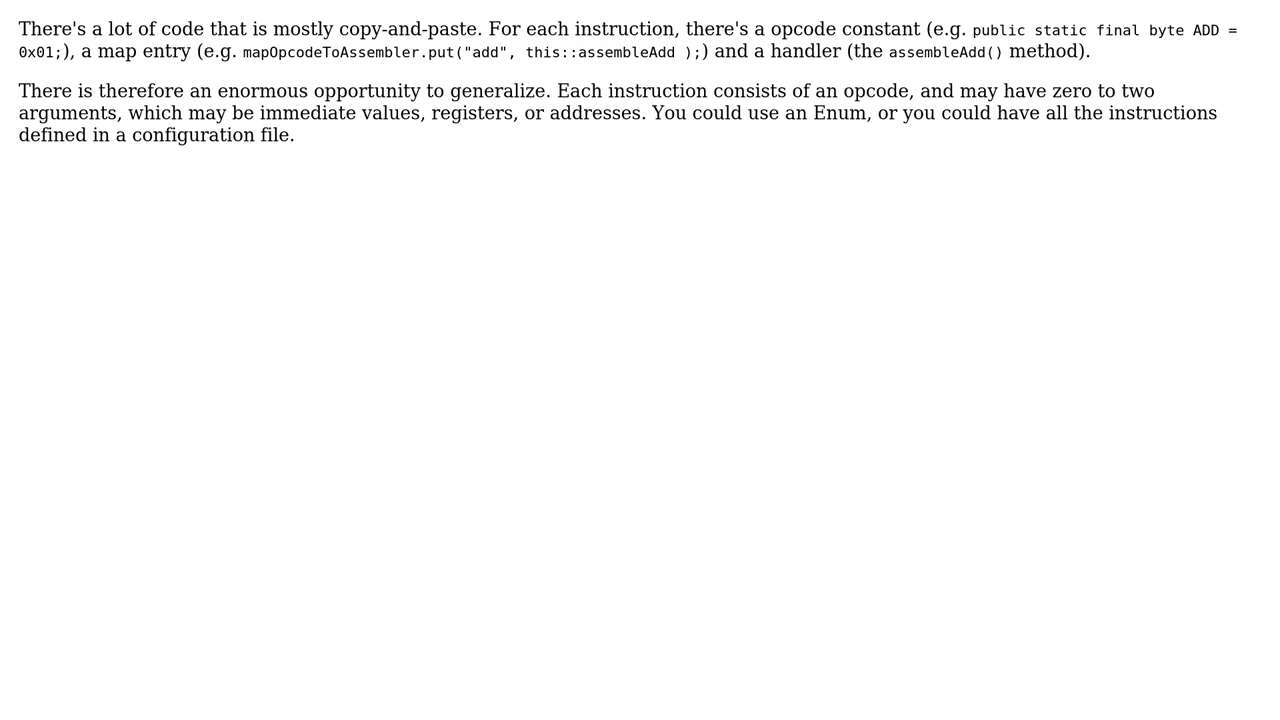 There's a lot of code that is mostly copy-and-paste. For each instruction, there's a opcode constant (e.g. public static final byte ADD =
0x01;), a map entry (e.g. mapOpcodeToAssembler.put("add", this::assembleAdd );) and a handler (the assembleAdd() method).
There is therefore an enormous opportunity to generalize. Each instruction consists of an opcode, and may have zero to two
arguments, which may be immediate values, registers, or addresses. You could use an Enum, or you could have all the instructions
defined in a configuration file.